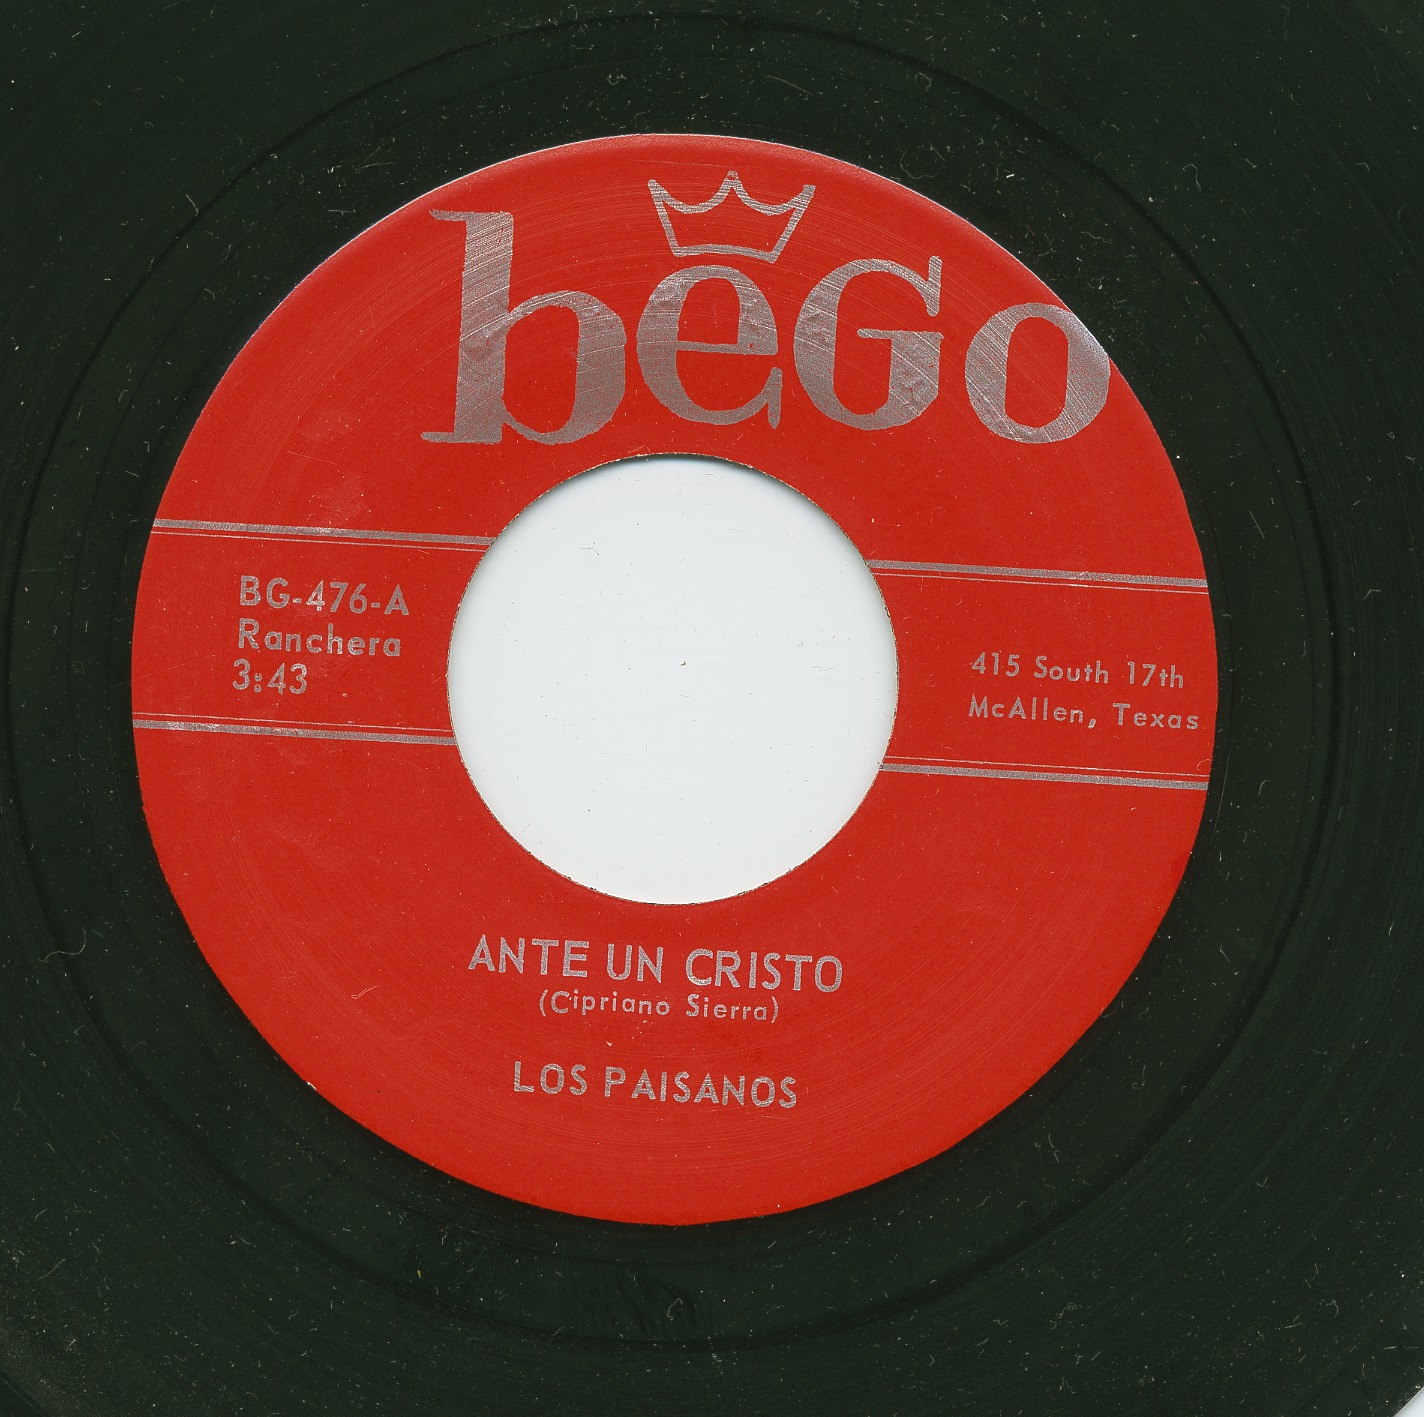 beGo
BG-476-A
Ranchera
3:43
415 South 17th
McAllen, Texas
ANTE UN CRISTO
(Cipriano Sierra)
LOS PAISANOS